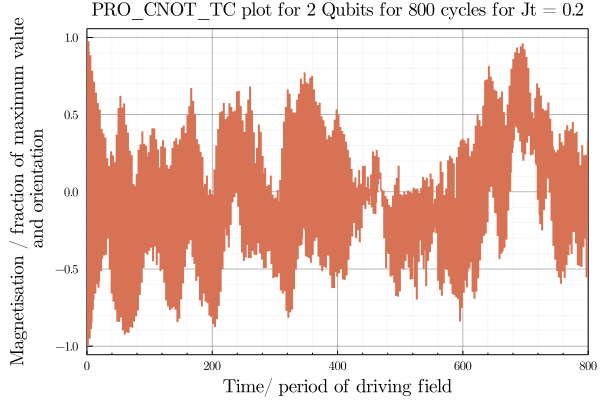 PRO_CNOT_TC plot for 2 Qubits for 800 cycles for Jt = 0.2
Magnetisation / fraction of maximum value
and orientation
1.0
0.5
0.0
−0.5
−1.0
0
200
400
600
800
Time/ period of driving field